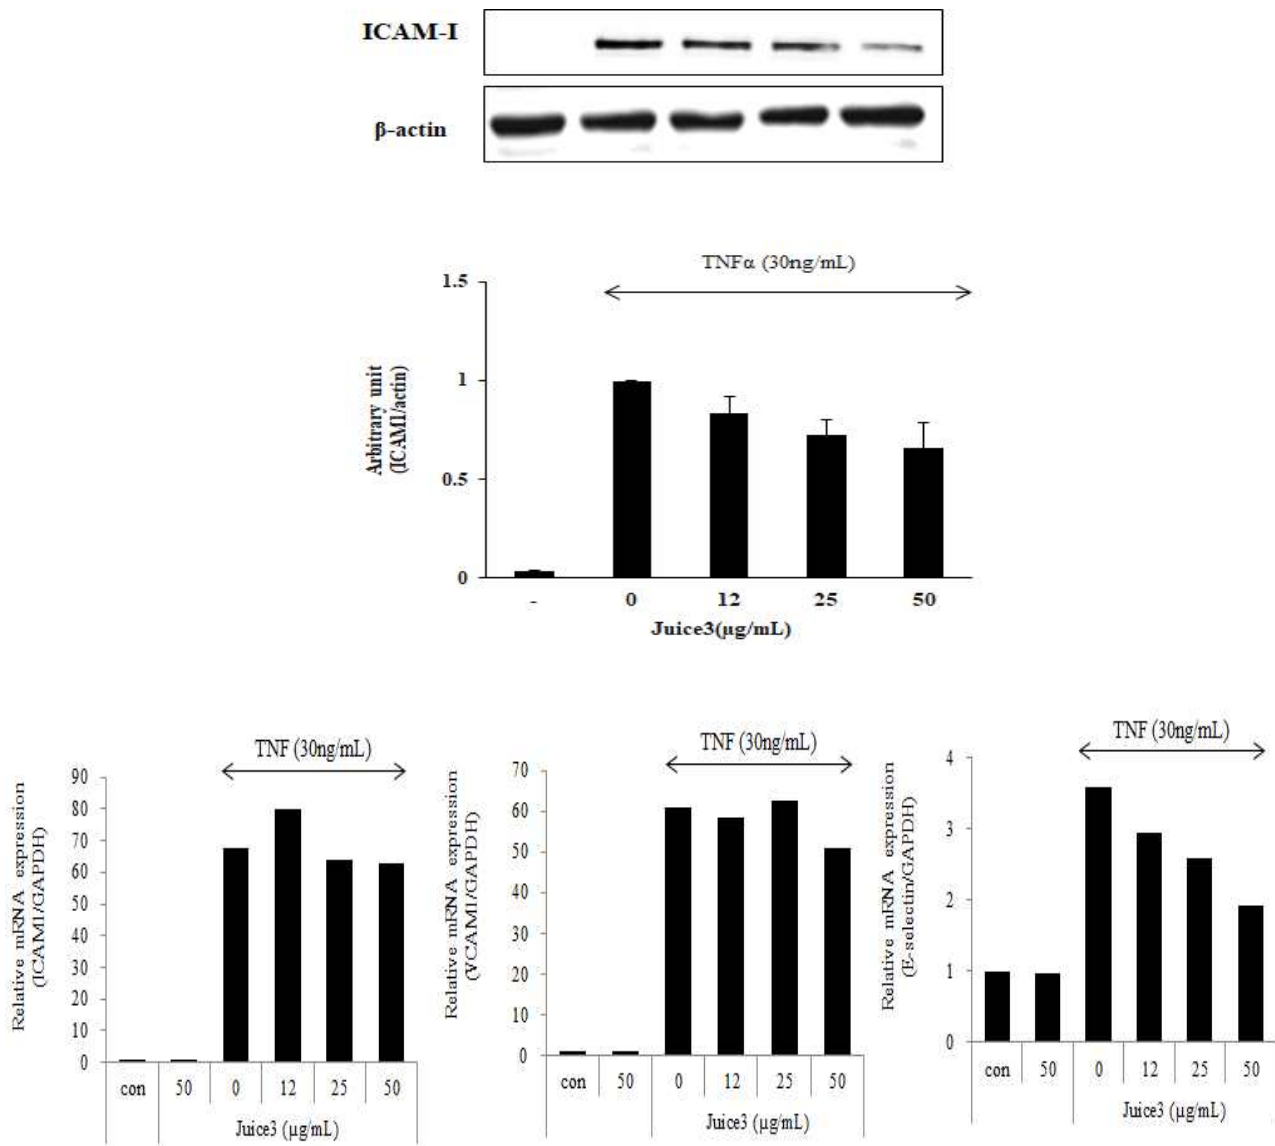 ICAM-I
β-actin
TNFα (30ng/mL)
1.5
1
0.5
0
Arbitrary unit
(ICAM1/actin)
- 0 12 25 50
Juice3(µg/mL)
TNF (30ng/mL)
90
80
70
60
50
40
30
20
10
0
Relative mRNA expression
(ICAM1/GAPDH)
con 50 0 12 25 50
Juice3 (µg/mL)
TNF (30ng/mL)
70
60
50
40
30
20
10
0
Relative mRNA expression
(VCAM1/GAPDH)
con 50 0 12 25 50
Juice3 (µg/mL)
TNF (30ng/mL)
4
3
2
1
0
Relative mRNA expression
(E-selectin/GAPDH)
con 50 0 12 25 50
Juice3 (µg/mL)